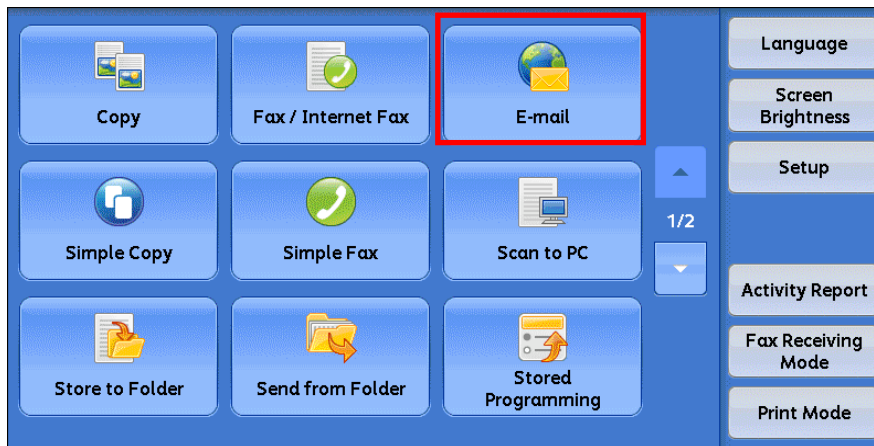 Copy
Fax / Internet Fax
E-mail
Language
Screen
Brightness
Setup
Simple Copy
Simple Fax
Scan to PC
1/2
Activity Report
Fax Receiving
Mode
Store to Folder
Send from Folder
Stored
Programming
Print Mode